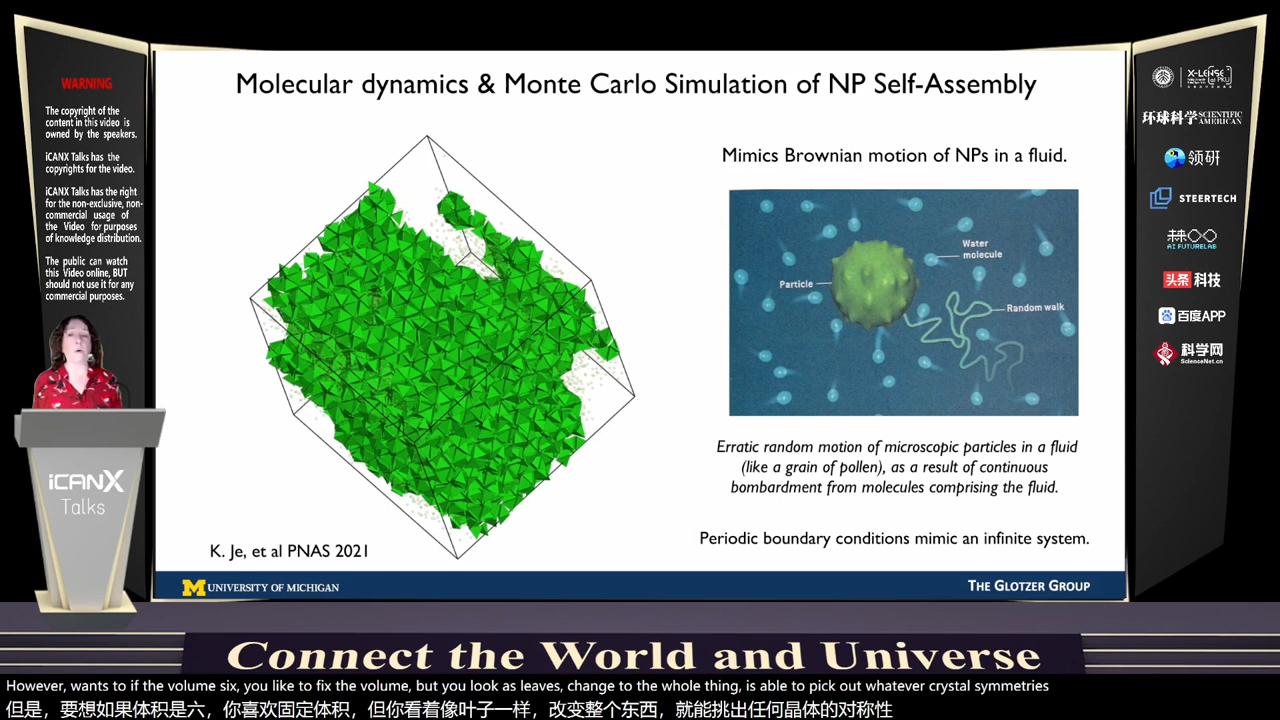 Molecular dynamics & Monte Carlo Simulation of NP Self-Assembly
WARNING
The copyright of the
content in this video is
owned by the speakers.
iCANX Talks has the
copyrights for the video.
iCANX Talks has the right
for the non-exclusive, non-
commercial usage of
the Video for purposes
of knowledge distribution.
The public can watch
this Video online, BUT
should not use it for any
commercial purposes.
iCANX
Talks
Mimics Brownian motion of NPs in a fluid.
Water
molecule
Particle
Random walk
Erratic random motion of microscopic particles in a fluid
(like a grain of pollen), as a result of continuous
bombardment from molecules comprising the fluid.
Periodic boundary conditions mimic an infinite system.
K. Je, et al PNAS 2021
M UNIVERSITY OF MICHIGAN
THE GLOTZER GROUP
X-LENSE
环球科学 SCIENTIFIC AMERICAN
领研
STEERTECH
AI FUTURELAB
头条 科技
百度APP
科学网
ScienceNet.cn
Connect the World and Universe
However, wants to if the volume six, you like to fix the volume, but you look as leaves, change to the whole thing, is able to pick out whatever crystal symmetries
但是，要想如果体积是六，你喜欢固定体积，但你看着像叶子一样，改变整个东西，就能挑出任何晶体的对称性